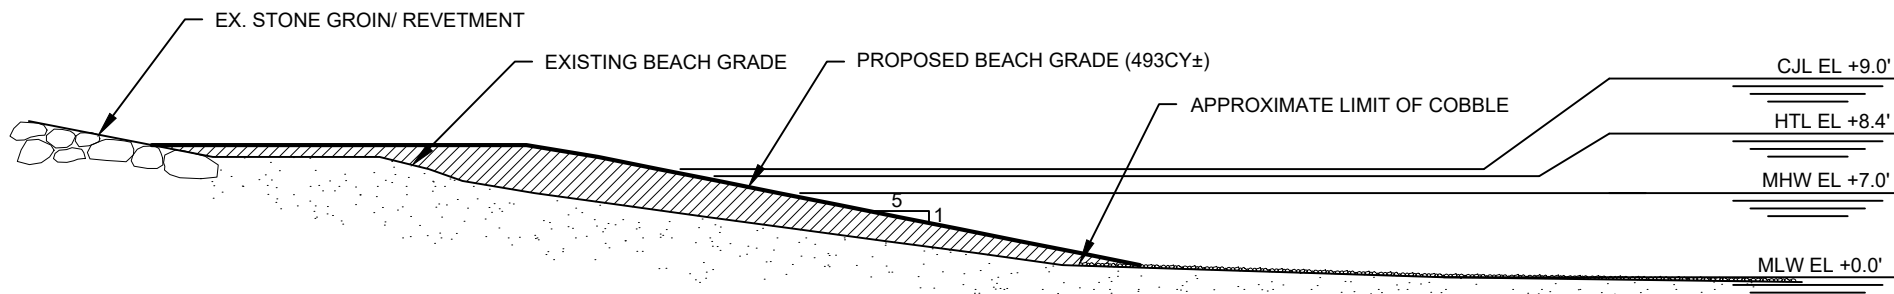 EX. STONE GROIN/ REVETMENT
EXISTING BEACH GRADE
PROPOSED BEACH GRADE (493CY±)
CJL EL +9.0'
APPROXIMATE LIMIT OF COBBLE
HTL EL +8.4'
MHW EL +7.0'
5
1
MLW EL +0.0'